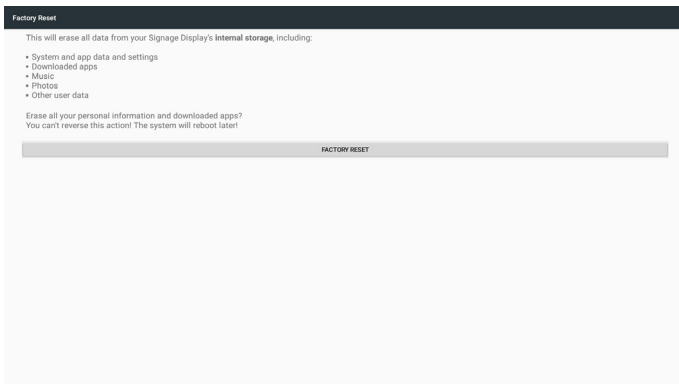 Factory Reset
This will erase all data from your Signage Display's internal storage, including:
• System and app data and settings
• Downloaded apps
• Music
• Photos
• Other user data
Erase all your personal information and downloaded apps?
You can't reverse this action! The system will reboot later!
FACTORY RESET